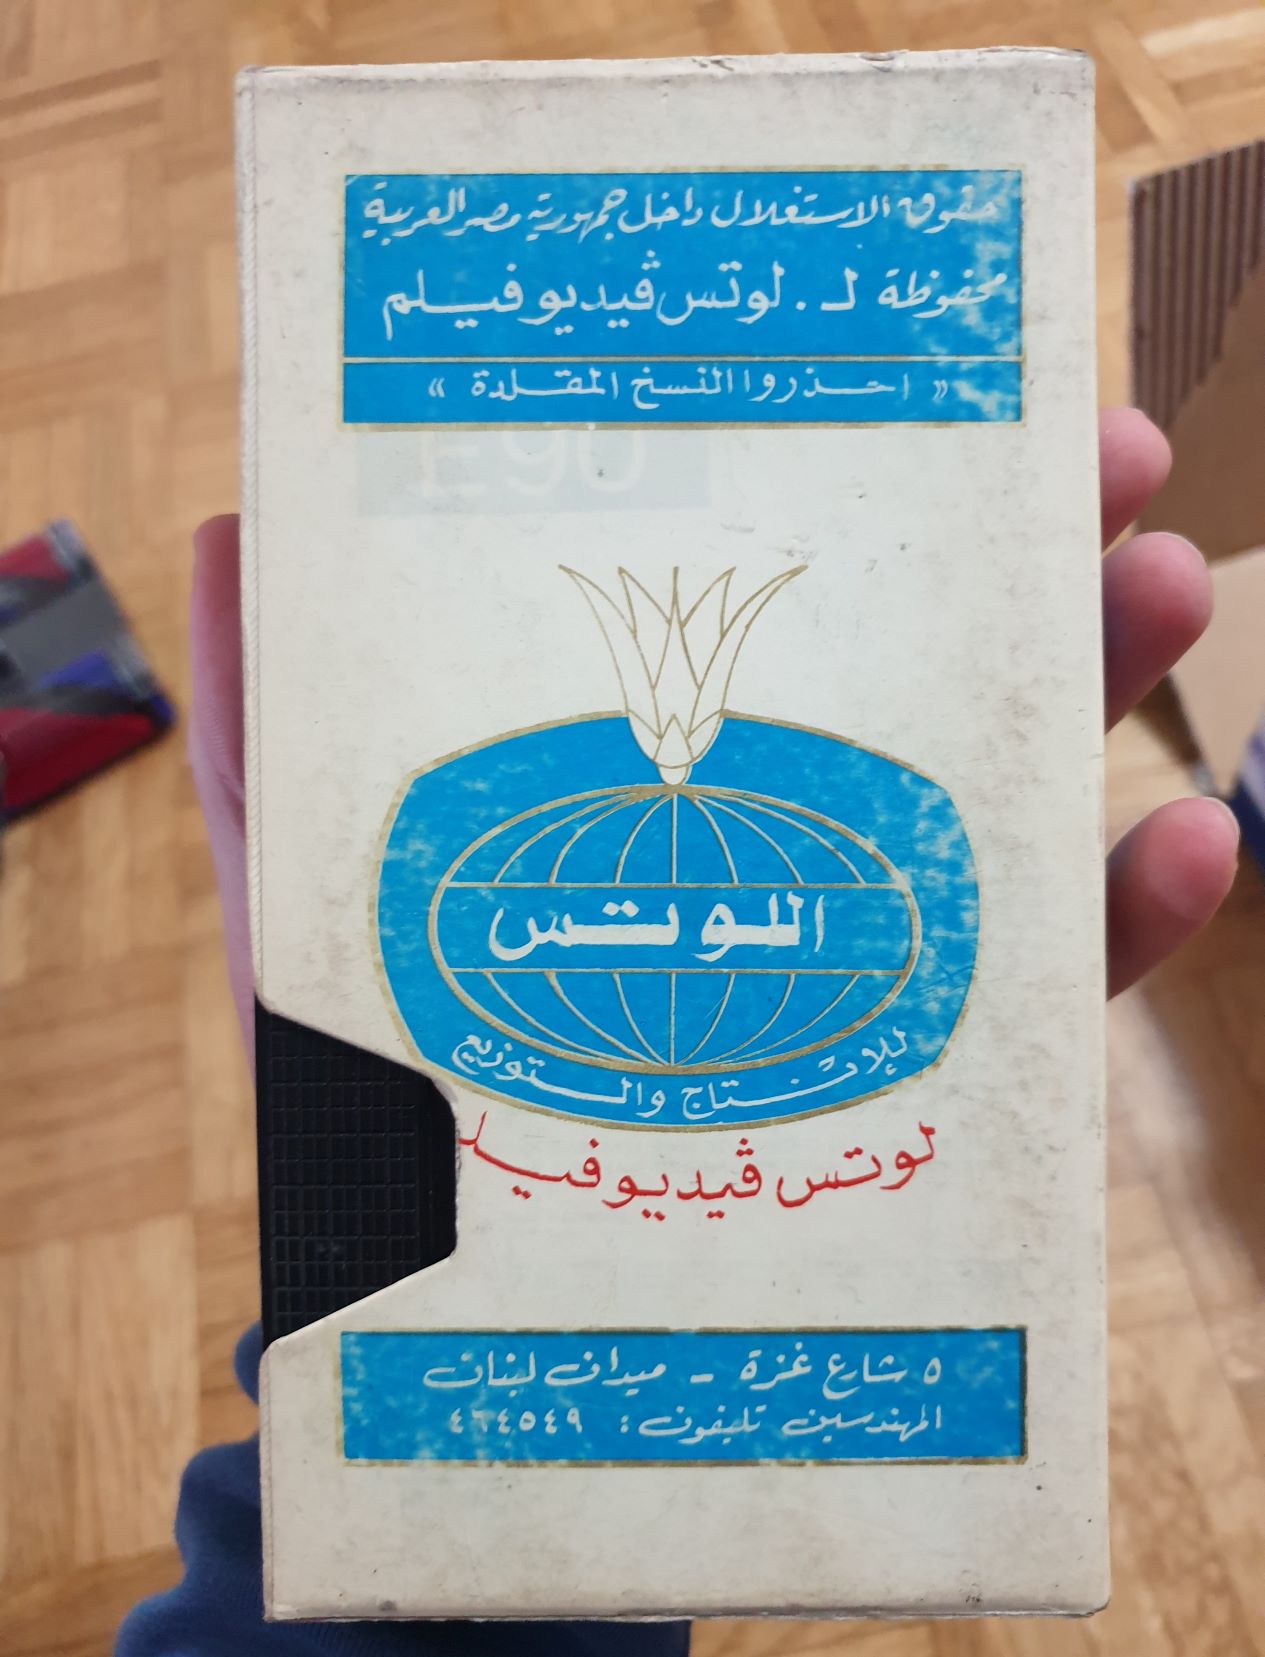 حقوق الاستغلال داخل جمهورية مصر العربية
محفوظة لـ . لوتس ڤيديو فيلم
« احذروا النسخ المقلدة »
E90
اللوتس
للإنتاج والتوزيع
لوتس ڤيديو فيلـ
٥ شارع غزة - ميدان لبنان
المهندسين تليفون : ٤٦٤٥٤٩